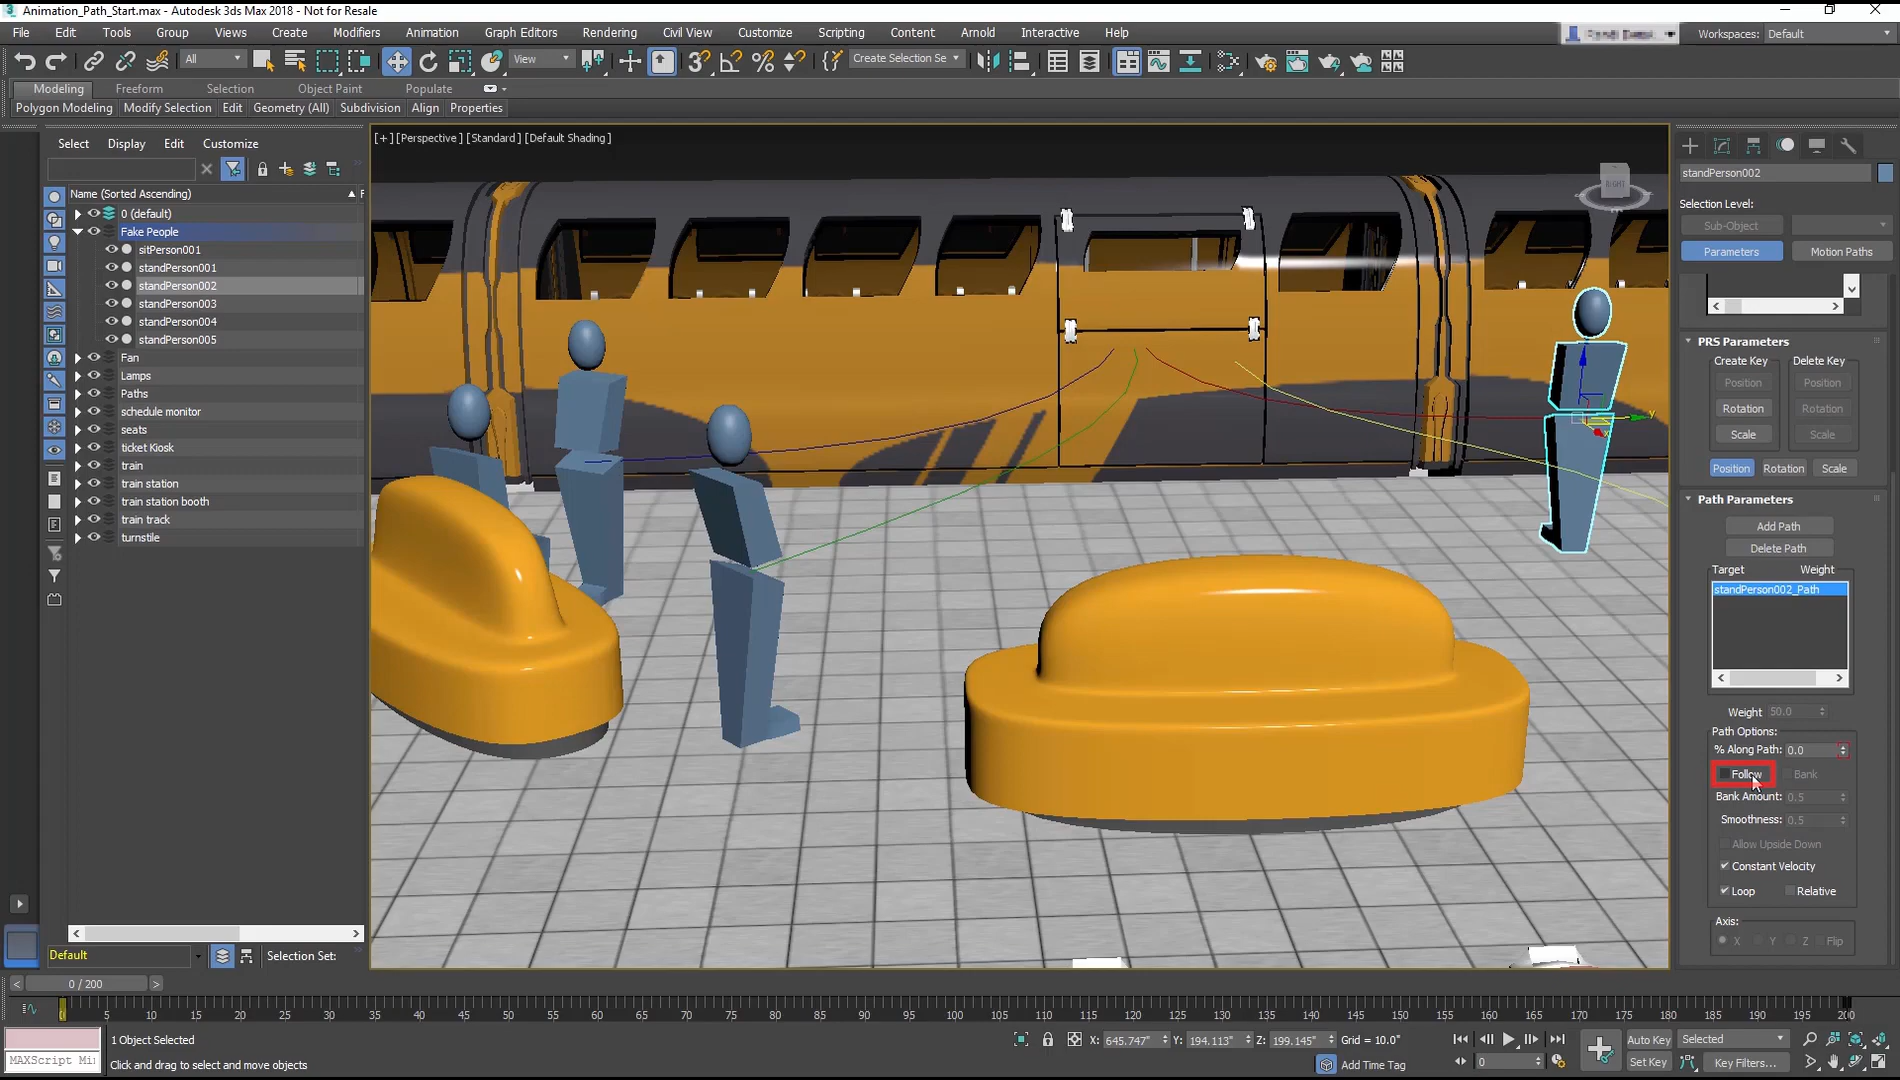 Animation_Path_Start.max - Autodesk 3ds Max 2018 - Not for Resale
File Edit Tools Group Views Create Modifiers Animation Graph Editors Rendering Civil View Customize Scripting Content Arnold Interactive Help
Workspaces: Default
All View Create Selection Se
Modeling Freeform Selection Object Paint Populate
Polygon Modeling Modify Selection Edit Geometry (All) Subdivision Align Properties
Select Display Edit Customize
[+] [Perspective] [Standard] [Default Shading]
Name (Sorted Ascending) F
0 (default)
Fake People
sitPerson001
standPerson001
standPerson002
standPerson003
standPerson004
standPerson005
Fan
Lamps
Paths
schedule monitor
seats
ticket Kiosk
train
train station
train station booth
train track
turnstile
RIGHT
y
x
standPerson002
Selection Level:
Sub-Object
Parameters Motion Paths
PRS Parameters
Create Key Delete Key
Position Position
Rotation Rotation
Scale Scale
Position Rotation Scale
Path Parameters
Add Path
Delete Path
Target Weight
standPerson002_Path
Weight 50.0
Path Options:
% Along Path: 0.0
Follow Bank
Bank Amount: 0.5
Smoothness: 0.5
Allow Upside Down
Constant Velocity
Loop Relative
Axis:
X Y Z Flip
Default Selection Set:
0 / 200
0 5 10 15 20 25 30 35 40 45 50 55 60 65 70 75 80 85 90 95 100 105 110 115 120 125 130 135 140 145 150 155 160 165 170 175 180 185 190 195 200
1 Object Selected X: 645.747" Y: 194.113" Z: 199.145" Grid = 10.0" Auto Key Selected
MAXScript Mi Click and drag to select and move objects Add Time Tag 0 Set Key Key Filters...